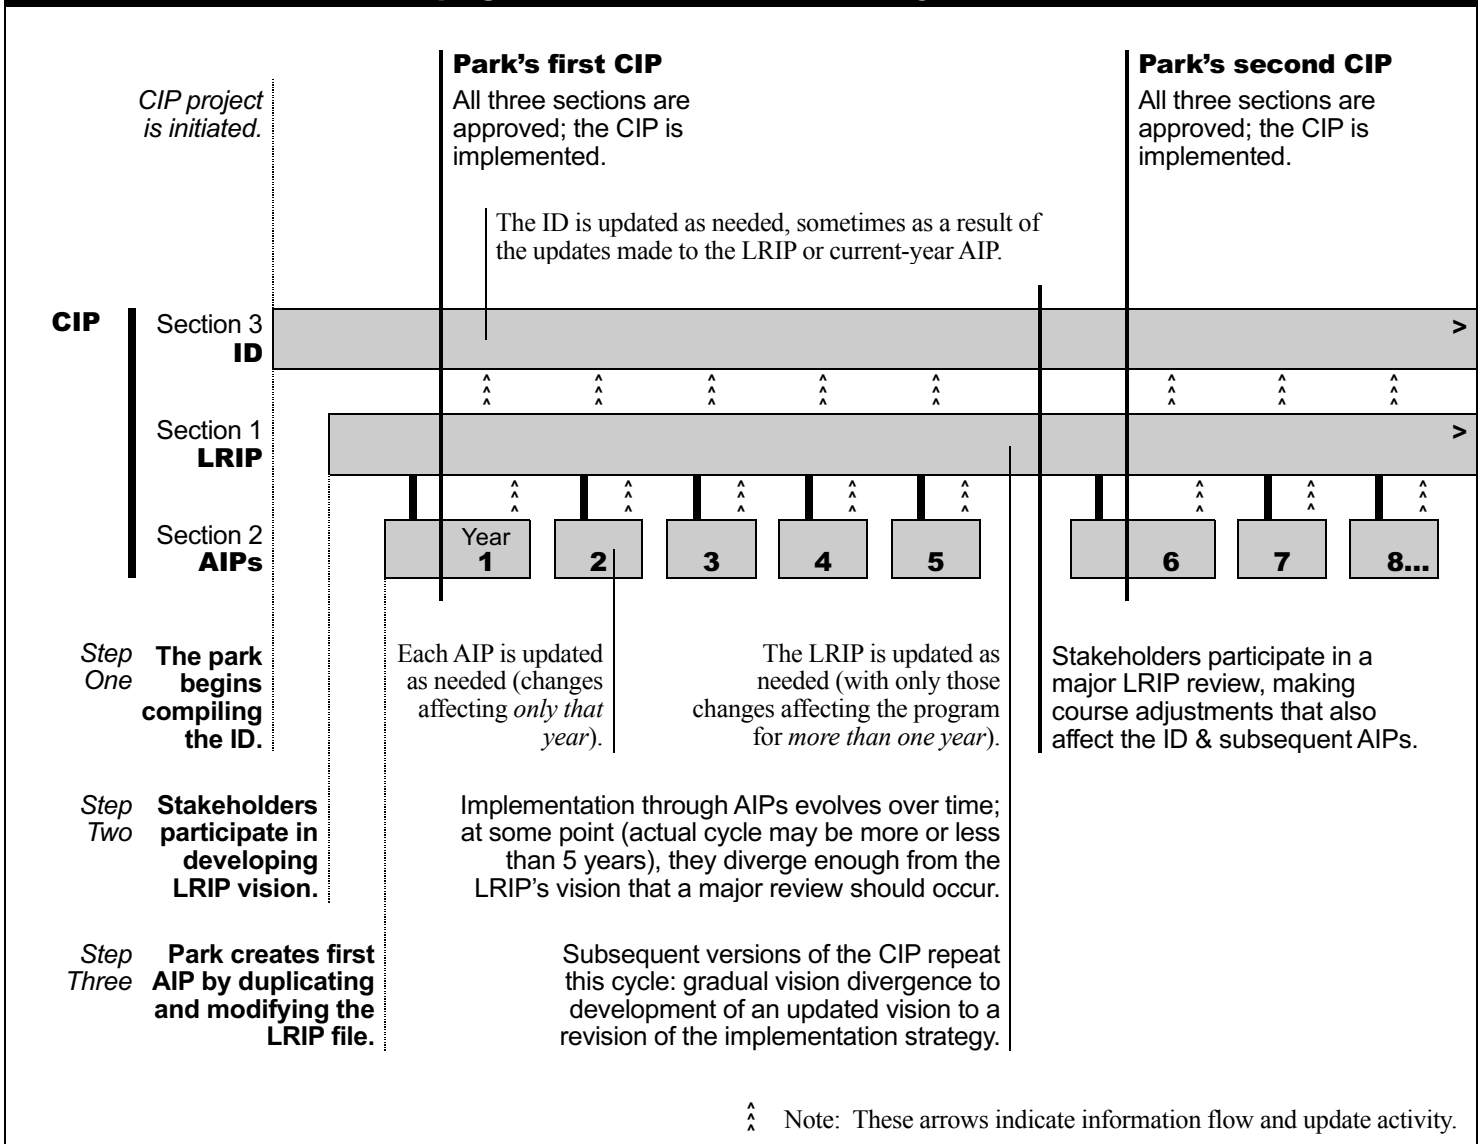 CIP project
is initiated.
Park's first CIP
All three sections are
approved; the CIP is
implemented.
Park's second CIP
All three sections are
approved; the CIP is
implemented.
The ID is updated as needed, sometimes as a result of
the updates made to the LRIP or current-year AIP.
CIP
Section 3
ID
>
Section 1
LRIP
>
Section 2
AIPs
Year
1
2
3
4
5
6
7
8...
Step
One
The park
begins
compiling
the ID.
Each AIP is updated
as needed (changes
affecting only that
year).
The LRIP is updated as
needed (with only those
changes affecting the program
for more than one year).
Stakeholders participate in a
major LRIP review, making
course adjustments that also
affect the ID & subsequent AIPs.
Step
Two
Stakeholders
participate in
developing
LRIP vision.
Implementation through AIPs evolves over time;
at some point (actual cycle may be more or less
than 5 years), they diverge enough from the
LRIP's vision that a major review should occur.
Step
Three
Park creates first
AIP by duplicating
and modifying the
LRIP file.
Subsequent versions of the CIP repeat
this cycle: gradual vision divergence to
development of an updated vision to a
revision of the implementation strategy.
Note: These arrows indicate information flow and update activity.